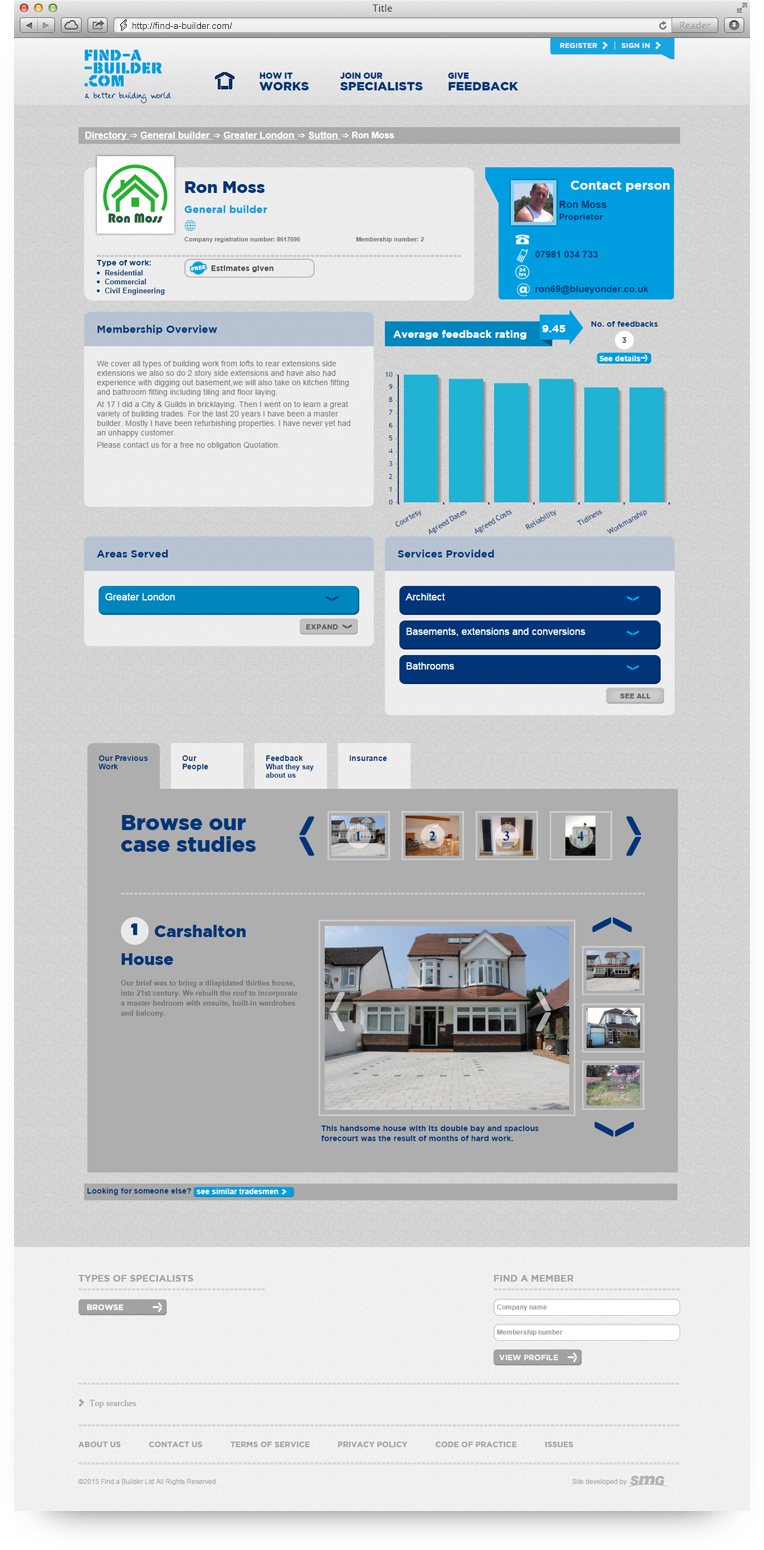 Title
http://find-a-builder.com/
Reader
REGISTER
SIGN IN
FIND-A
-BUILDER
.COM
a better building world
HOW IT
WORKS
JOIN OUR
SPECIALISTS
GIVE
FEEDBACK
Directory ⇒ General builder ⇒ Greater London ⇒ Sutton ⇒ Ron Moss
Ron Moss
Ron Moss
General builder
Company registration number: 8617695
Membership number: 2
Type of work:
• Residential
• Commercial
• Civil Engineering
FREE
Estimates given
Contact person
Ron Moss
Proprietor
07981 034 733
24
hrs
@ ron69@blueyonder.co.uk
Membership Overview
We cover all types of building work from lofts to rear extensions side
extensions we also so do 2 story side extensions and have also had
experience with digging out basement,we will also take on kitchen fitting
and bathroom fitting including tiling and floor laying.
At 17 I did a City & Guilds in bricklaying. Then I went on to learn a great
variety of building trades. For the last 20 years I have been a master
builder. Mostly I have been refurbishing properties. I have never yet had
an unhappy customer.
Please contact us for a free no obligation Quotation.
Average feedback rating
9.45
No. of feedbacks
3
See details
10
9
8
7
6
5
4
3
2
1
0
Courtesy
Agreed Dates
Agreed Costs
Reliability
Tidiness
Workmanship
Areas Served
Greater London
EXPAND
Services Provided
Architect
Basements, extensions and conversions
Bathrooms
SEE ALL
Our Previous
Work
Our
People
Feedback
What they say
about us
Insurance
Browse our
case studies
1
2
3
4
1 Carshalton
House
Our brief was to bring a dilapidated thirties house,
into 21st century. We rebuilt the roof to incorporate
a master bedroom with ensuite, built-in wardrobes
and balcony.
This handsome house with its double bay and spacious
forecourt was the result of months of hard work.
Looking for someone else? see similar tradesmen
TYPES OF SPECIALISTS
BROWSE
FIND A MEMBER
Company name
Membership number
VIEW PROFILE
Top searches
ABOUT US
CONTACT US
TERMS OF SERVICE
PRIVACY POLICY
CODE OF PRACTICE
ISSUES
©2015 Find a Builder Ltd All Rights Reserved
Site developed by smg